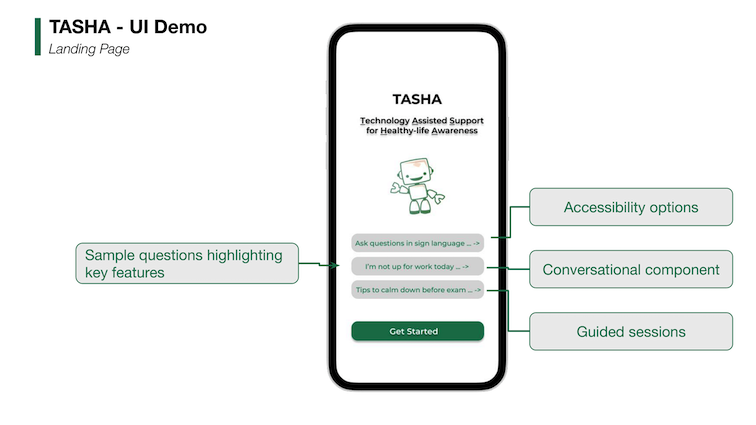 TASHA - UI Demo
Landing Page
TASHA
Technology Assisted Support
for Healthy-life Awareness
Sample questions highlighting
key features
Ask questions in sign language ... ->
I'm not up for work today ... ->
Tips to calm down before exam ... ->
Get Started
Accessibility options
Conversational component
Guided sessions